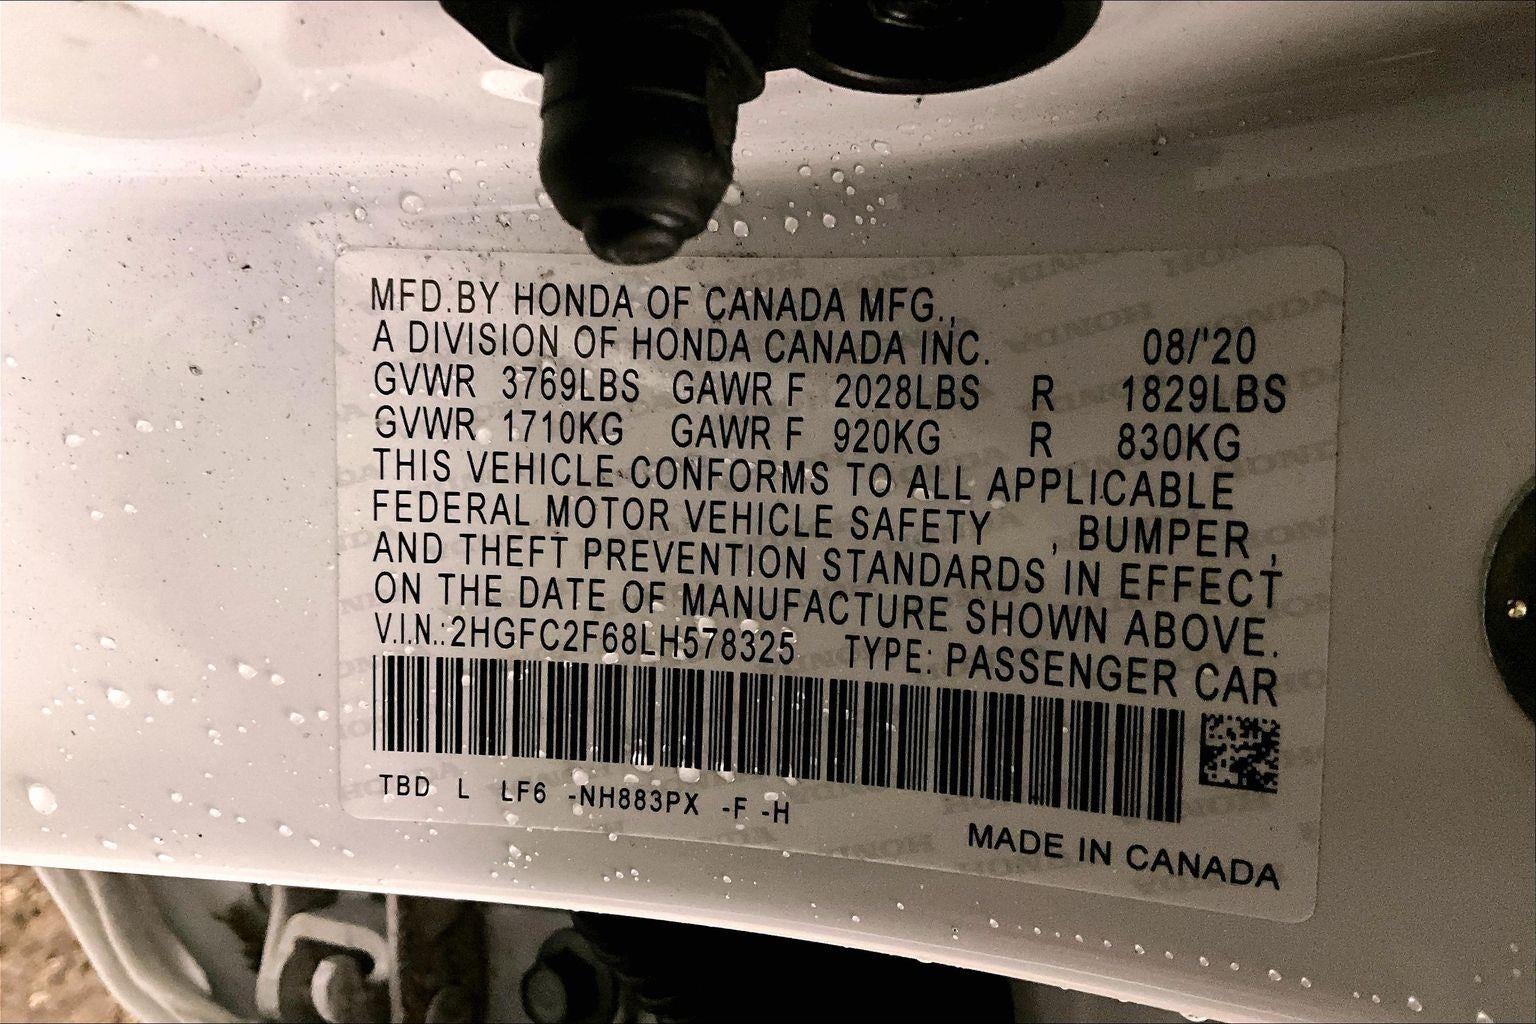 MFD.BY HONDA OF CANADA MFG.,
A DIVISION OF HONDA CANADA INC. 08/'20
GVWR 3769LBS GAWR F 2028LBS R 1829LBS
GVWR 1710KG GAWR F 920KG R 830KG
THIS VEHICLE CONFORMS TO ALL APPLICABLE
FEDERAL MOTOR VEHICLE SAFETY , BUMPER ,
AND THEFT PREVENTION STANDARDS IN EFFECT
ON THE DATE OF MANUFACTURE SHOWN ABOVE.
V.I.N.:2HGFC2F68LH578325 TYPE: PASSENGER CAR
TBD L LF6 -NH883PX -F -H
MADE IN CANADA